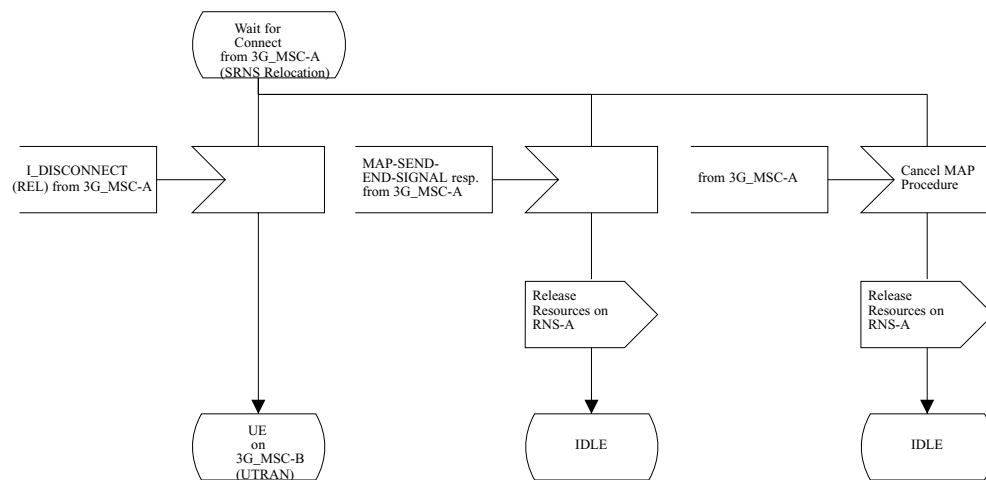 Wait for
Connect
from 3G_MSC-A
(SRNS Relocation)
I_DISCONNECT
(REL) from 3G_MSC-A
MAP-SEND-
END-SIGNAL resp.
from 3G_MSC-A
from 3G_MSC-A
Cancel MAP
Procedure
Release
Resources on
RNS-A
Release
Resources on
RNS-A
UE
on
3G_MSC-B
(UTRAN)
IDLE
IDLE